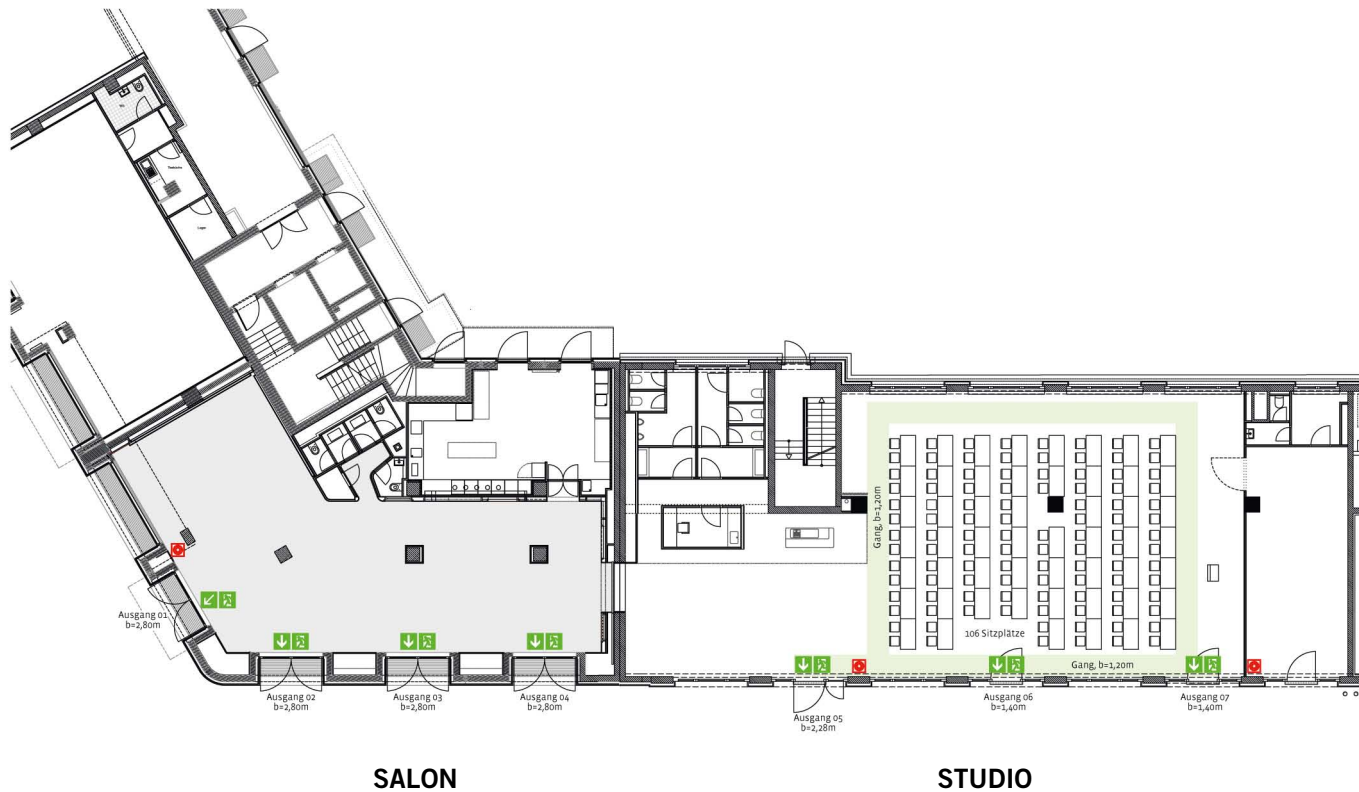 Lager
Gang, b=1,20m
106 Sitzplätze
Gang, b=1,20m
Ausgang 01
b=2,80m
Ausgang 02
b=2,80m
Ausgang 03
b=2,80m
Ausgang 04
b=2,80m
Ausgang 05
b=2,28m
Ausgang 06
b=1,40m
Ausgang 07
b=1,40m
SALON
STUDIO